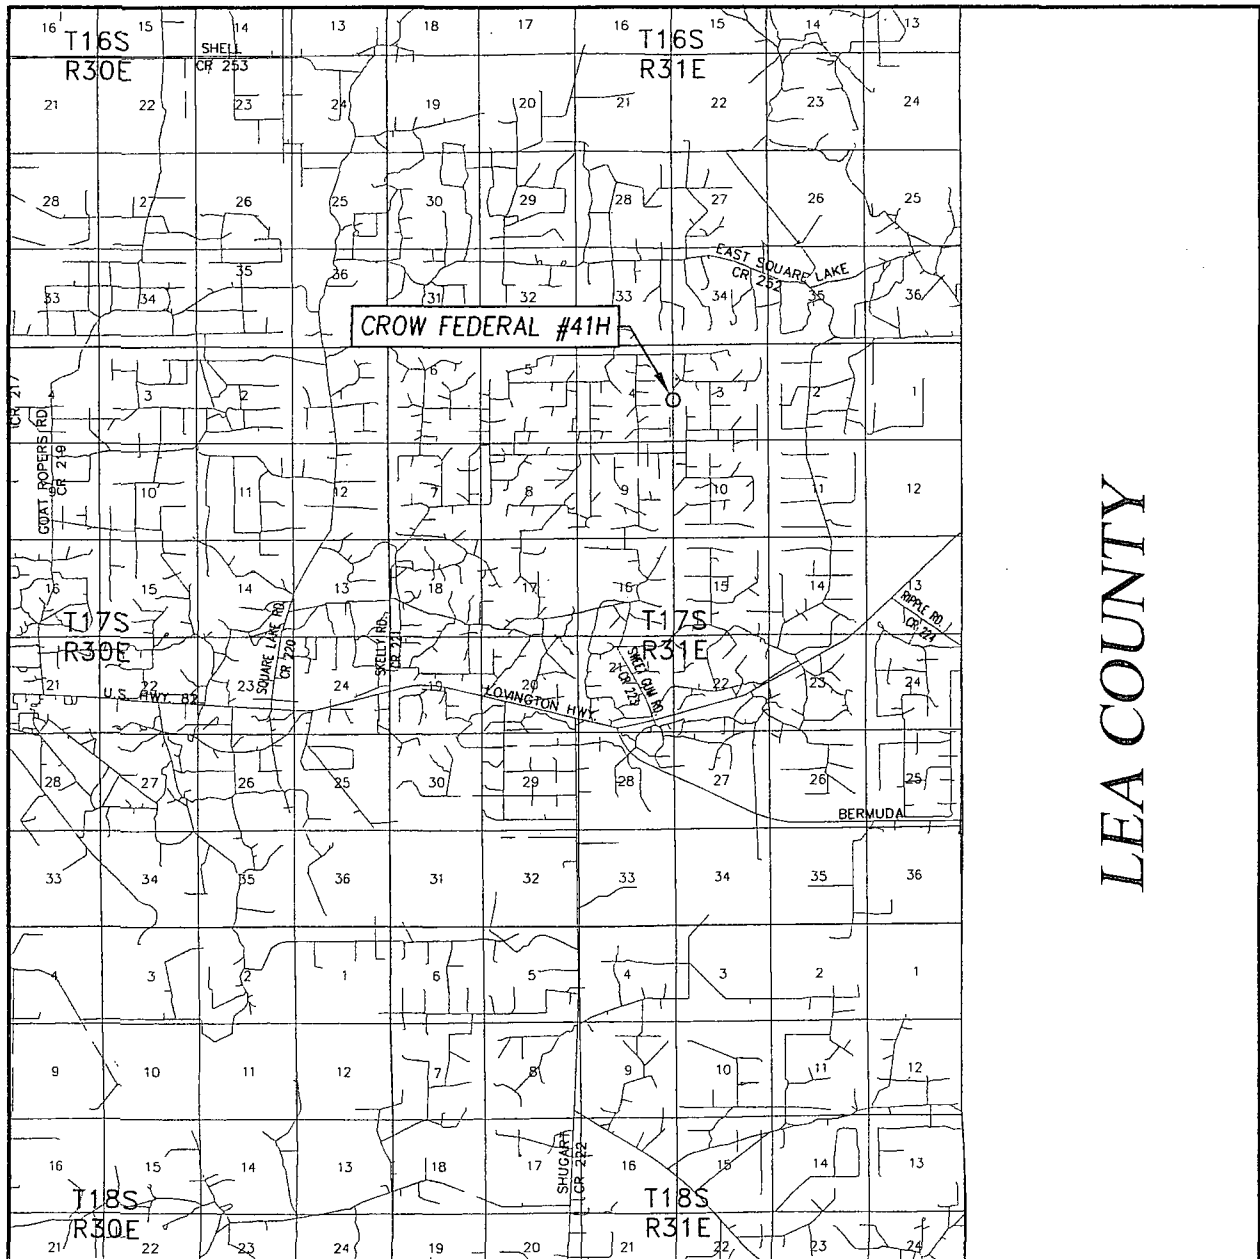 16 15 14 13 18 17 16 15 14 13
T16S T16S
R30E R31E
SHELL
CR 253
21 22 23 24 19 20 21 22 23 24
28 27 26 25 30 29 28 27 26 25
EAST SQUARE LAKE
CR 252
33 34 35 36 31 32 33 34 35 36
CROW FEDERAL #41H
CR 217
4 3 2 1 6 5 4 3 2 1
GOAT ROPERS RD.
CR 219
9 10 11 12 7 8 9 10 11 12
16 15 14 13 18 17 16 15 14 13
T17S T17S
R30E R31E
SQUARE LAKE RD.
CR 220
SKELLY RD.
CR 221
SWEET GUM RD.
CR 223
RIPPLE RD.
CR 224
21 22 23 24 19 20 21 22 23 24
U.S. HWY. 82
LOVINGTON HWY.
28 27 26 25 30 29 28 27 26 25
BERMUDA
33 34 35 36 31 32 33 34 35 36
4 3 2 1 6 5 4 3 2 1
9 10 11 12 7 8 9 10 11 12
16 15 14 13 18 17 16 15 14 13
SHUGART
CR 222
T18S T18S
R30E R31E
21 22 23 24 19 20 21 22 23 24
LEA COUNTY